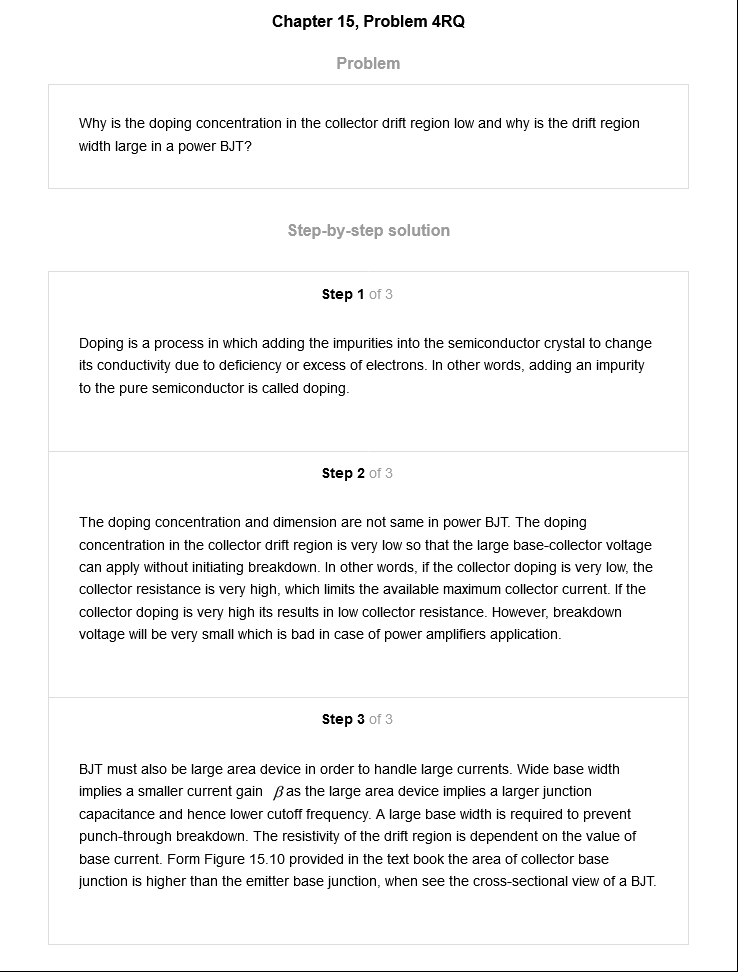 Chapter 15, Problem 4RQ
Problem
Why is the doping concentration in the collector drift region low and why is the drift region
width large in a power BJT?
Step-by-step solution
Step 1 of 3
Doping is a process in which adding the impurities into the semiconductor crystal to change
its conductivity due to deficiency or excess of electrons. In other words, adding an impurity
to the pure semiconductor is called doping.
Step 2 of 3
The doping concentration and dimension are not same in power BJT. The doping
concentration in the collector drift region is very low so that the large base-collector voltage
can apply without initiating breakdown. In other words, if the collector doping is very low, the
collector resistance is very high, which limits the available maximum collector current. If the
collector doping is very high its results in low collector resistance. However, breakdown
voltage will be very small which is bad in case of power amplifiers application.
Step 3 of 3
BJT must also be large area device in order to handle large currents. Wide base width
implies a smaller current gain β as the large area device implies a larger junction
capacitance and hence lower cutoff frequency. A large base width is required to prevent
punch-through breakdown. The resistivity of the drift region is dependent on the value of
base current. Form Figure 15.10 provided in the text book the area of collector base
junction is higher than the emitter base junction, when see the cross-sectional view of a BJT.